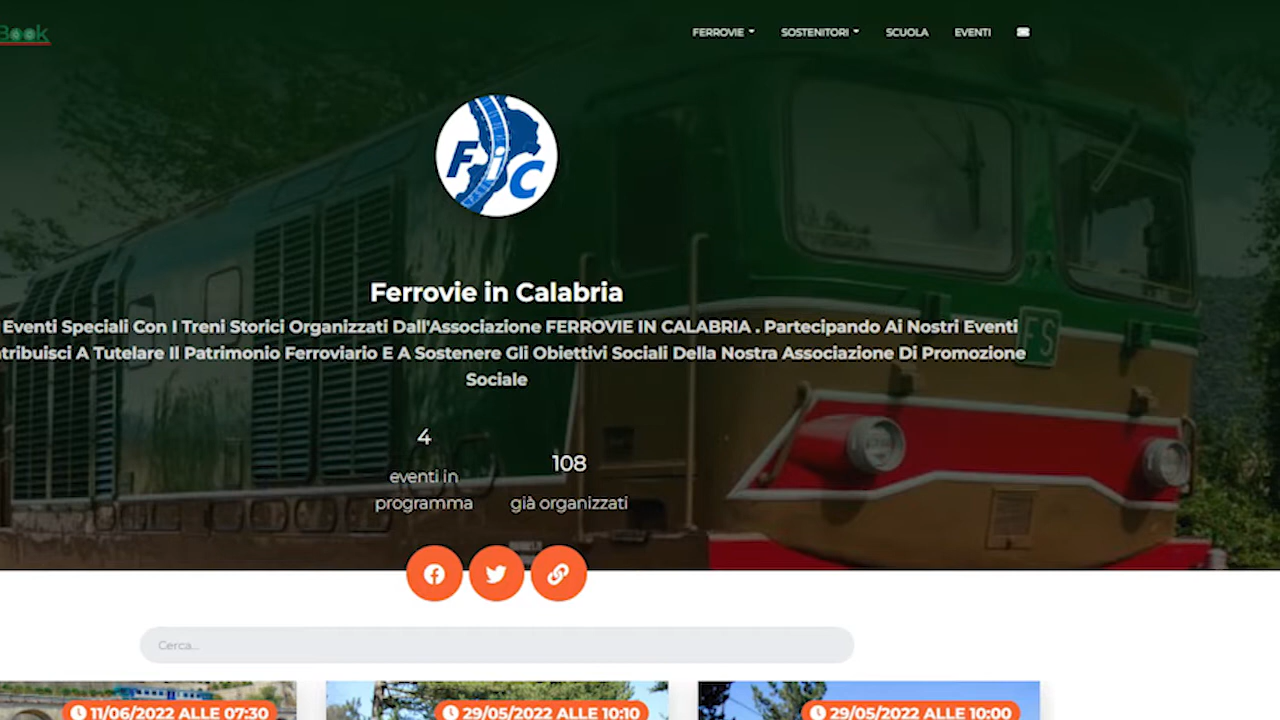 Book
FERROVIE SOSTENITORI SCUOLA EVENTI
FiC
Ferrovie in Calabria
Eventi Speciali Con I Treni Storici Organizzati Dall'Associazione FERROVIE IN CALABRIA . Partecipando Ai Nostri Eventi
A Tutelare Il Patrimonio Ferroviario E A Sostenere Gli Obiettivi Sociali Della Nostra Associazione Di Promozione
Sociale
FS
4
eventi in
programma
108
già organizzati
Cerca...
11/06/2022 ALLE 07:30
29/05/2022 ALLE 10:10
29/05/2022 ALLE 10:00